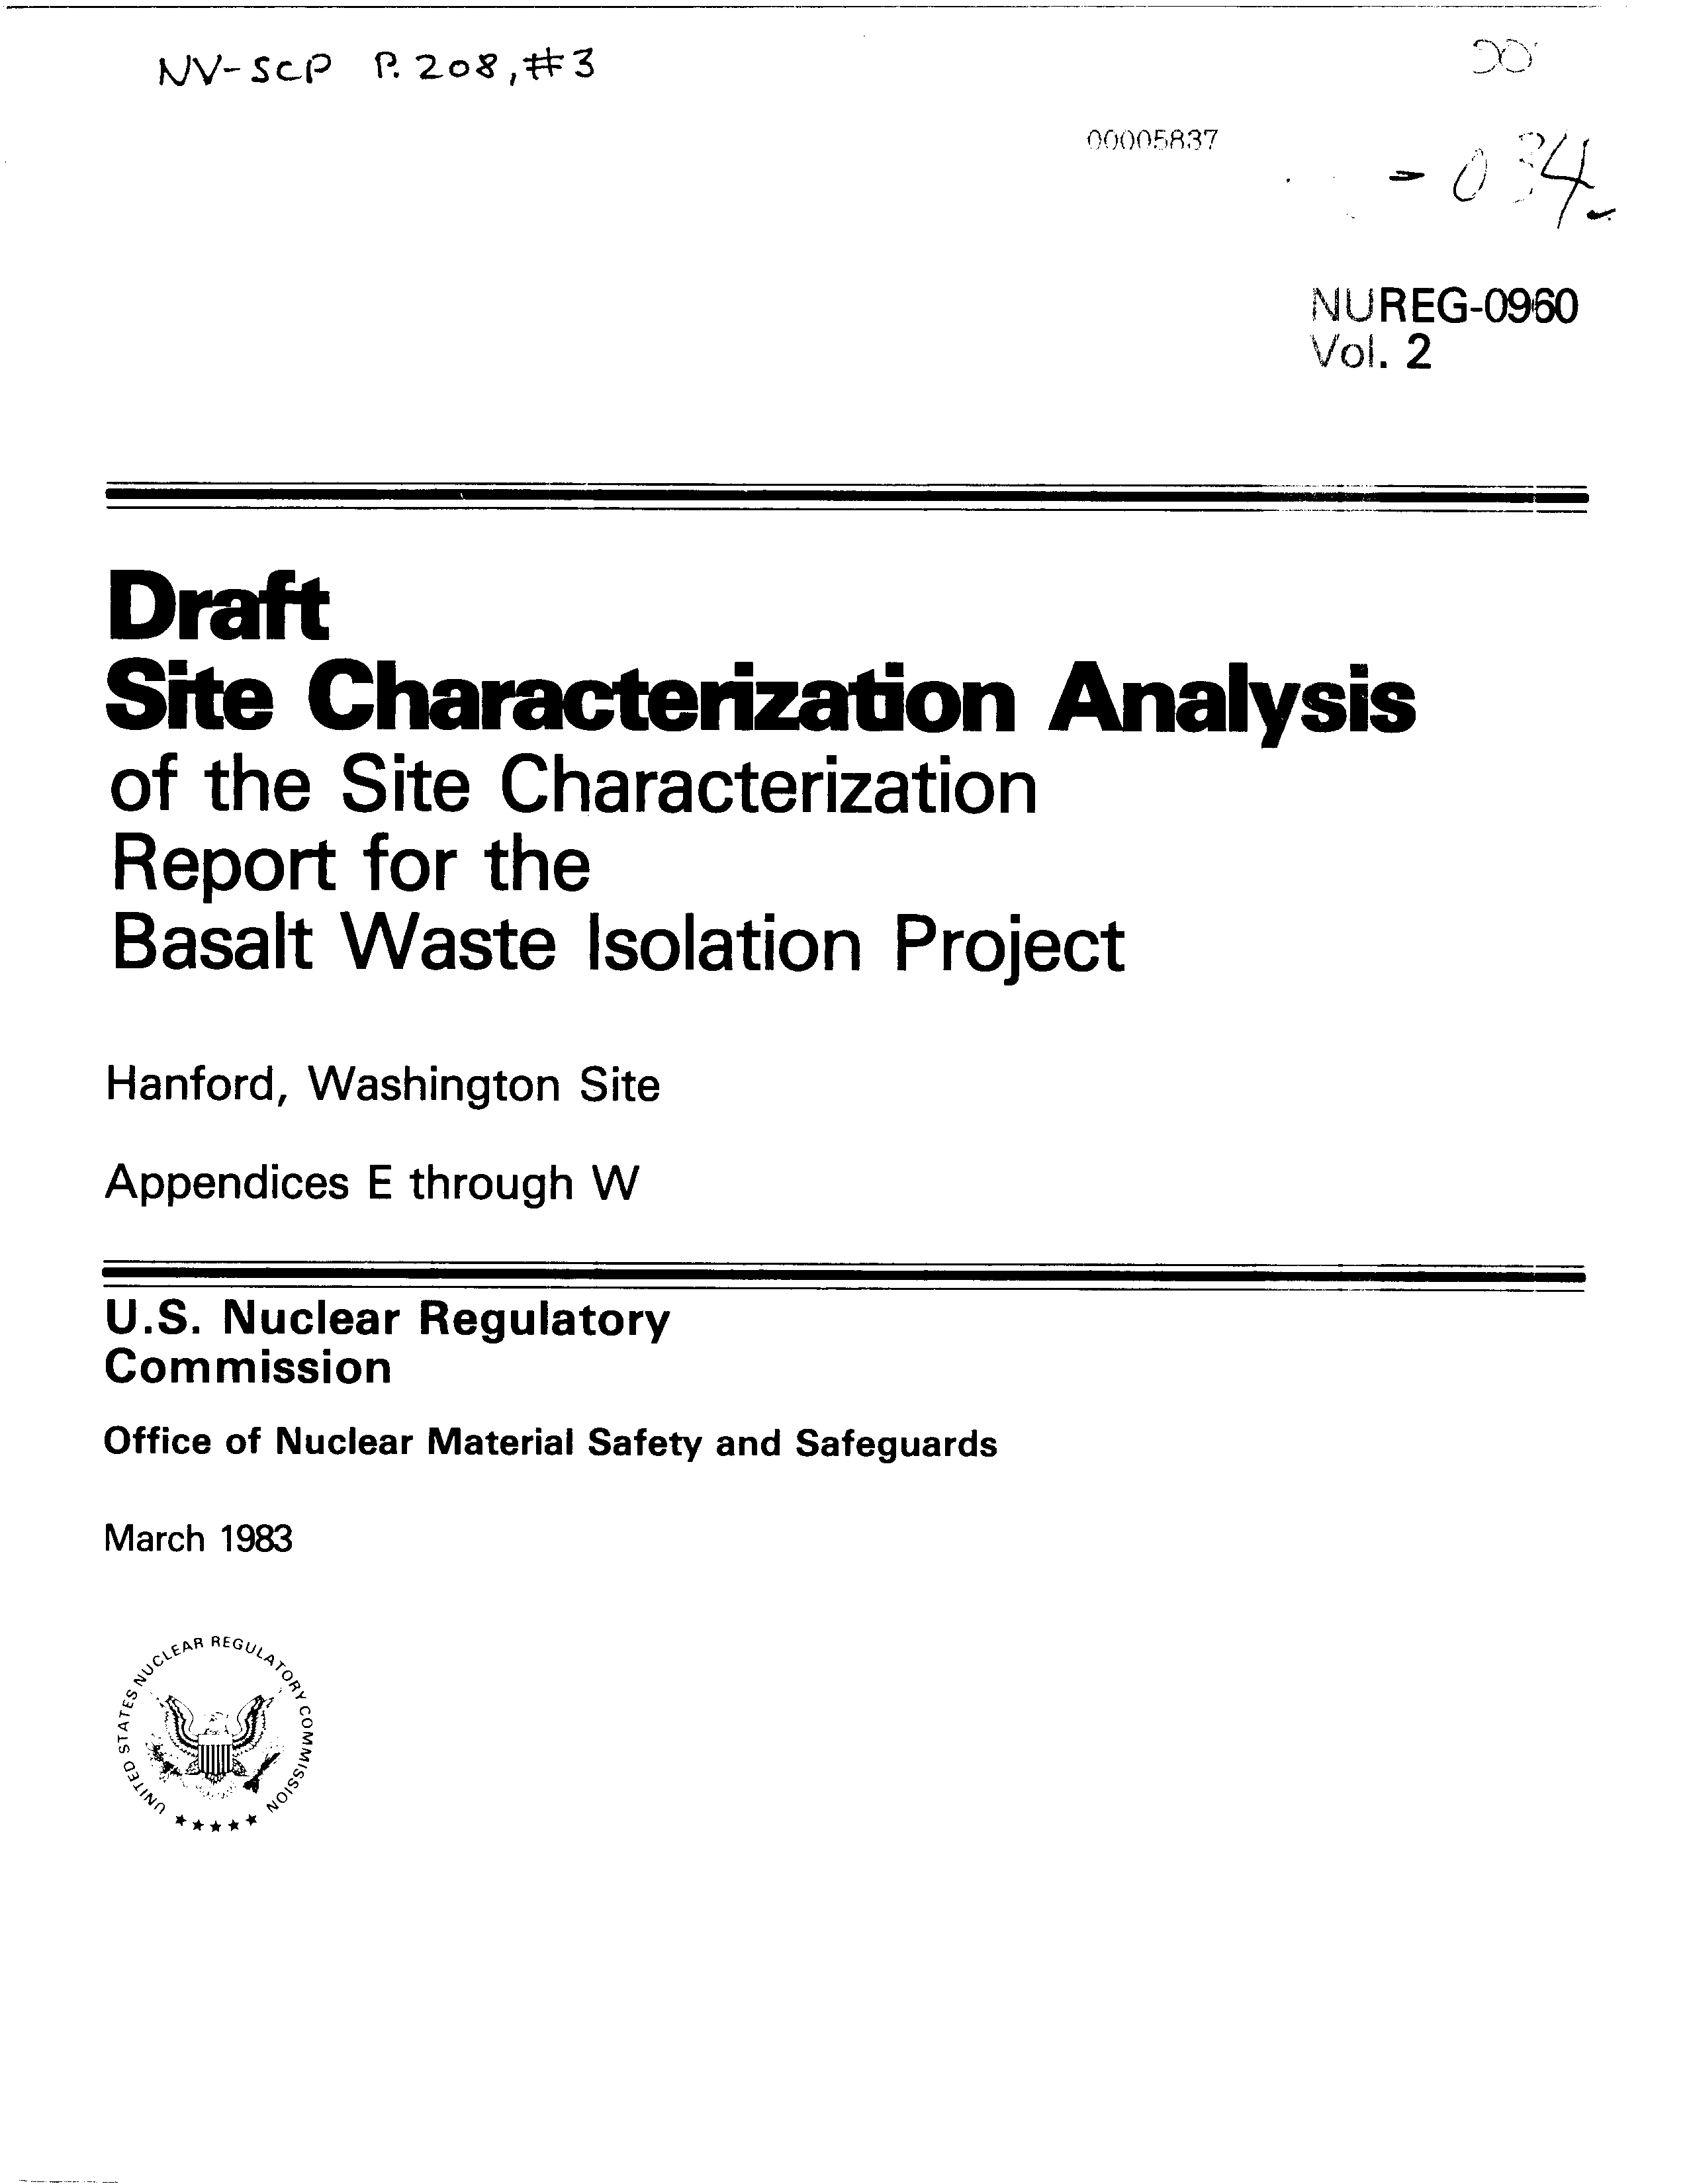 NV-SCP P. 208, #3
00005837
- 034
NUREG-0960
Vol. 2
Draft
Site Characterization Analysis
of the Site Characterization
Report for the
Basalt Waste Isolation Project
Hanford, Washington Site
Appendices E through W
U.S. Nuclear Regulatory
Commission
Office of Nuclear Material Safety and Safeguards
March 1983
UNITED STATES NUCLEAR REGULATORY COMMISSION